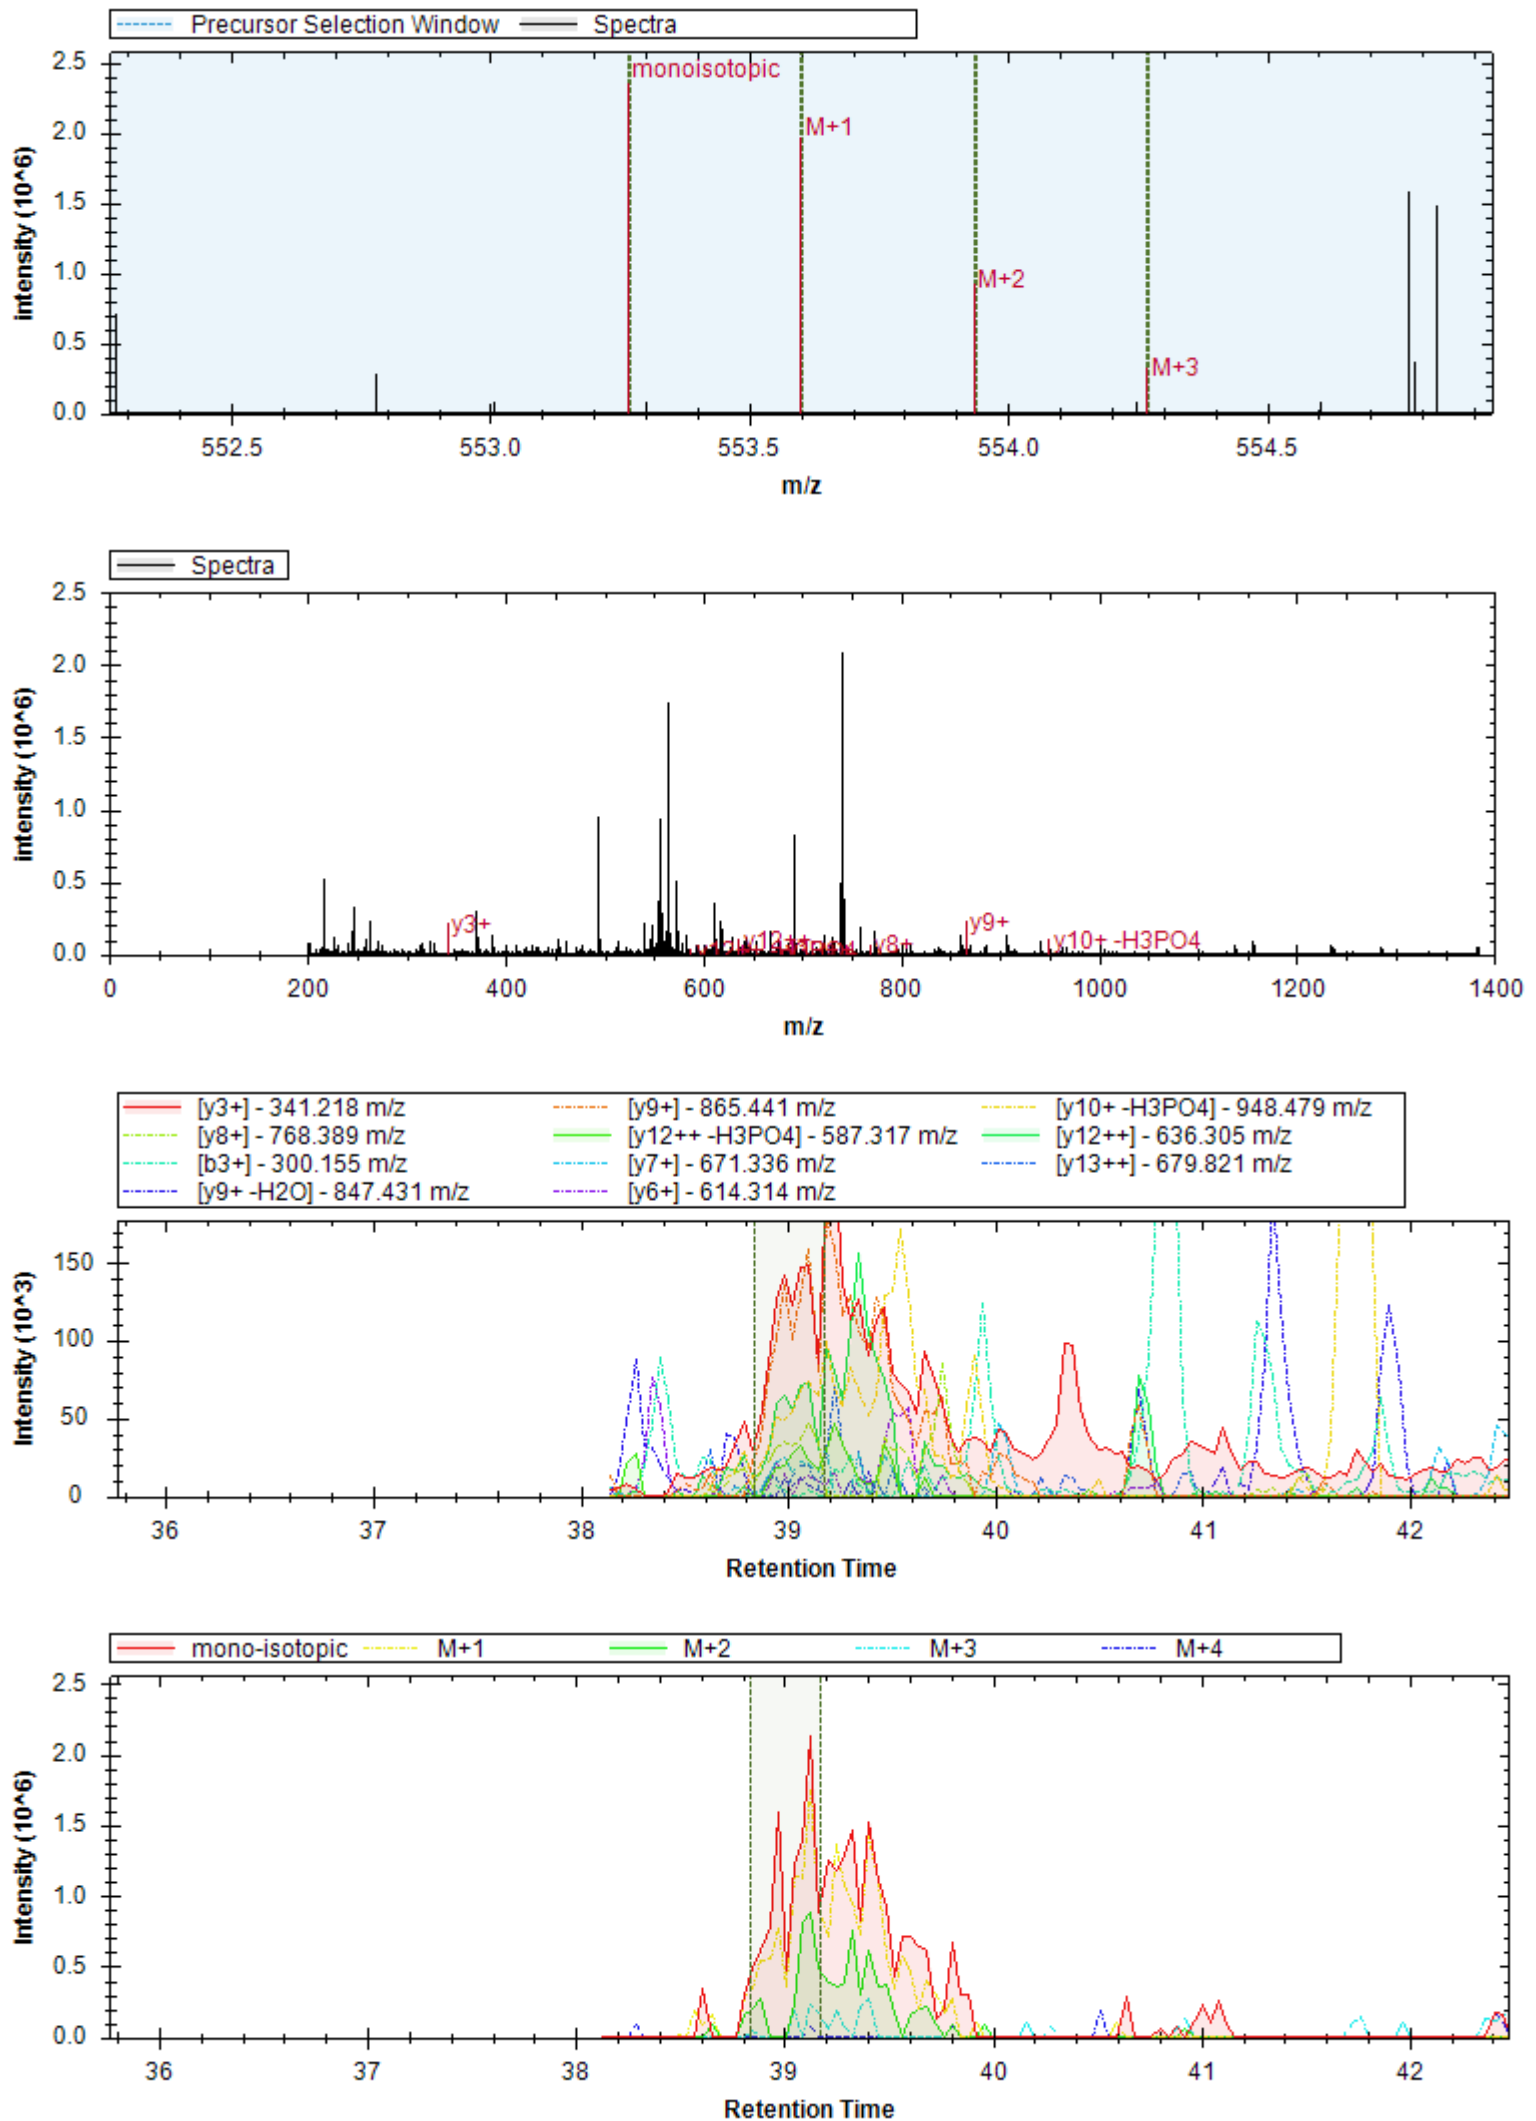 Precursor Selection Window Spectra
2.5
2.0
1.5
1.0
0.5
0.0
intensity (10^6)
monoisotopic
M+1
M+2
M+3
552.5 553.0 553.5 554.0 554.5
m/z
Spectra
2.5
2.0
1.5
1.0
0.5
0.0
intensity (10^6)
y3+
y12++
y8+
y9+
y10+ -H3PO4
0 200 400 600 800 1000 1200 1400
m/z
[y3+] - 341.218 m/z [y9+] - 865.441 m/z [y10+ -H3PO4] - 948.479 m/z
[y8+] - 768.389 m/z [y12++ -H3PO4] - 587.317 m/z [y12++] - 636.305 m/z
[b3+] - 300.155 m/z [y7+] - 671.336 m/z [y13++] - 679.821 m/z
[y9+ -H2O] - 847.431 m/z [y6+] - 614.314 m/z
150
100
50
0
Intensity (10^3)
36 37 38 39 40 41 42
Retention Time
mono-isotopic M+1 M+2 M+3 M+4
2.5
2.0
1.5
1.0
0.5
0.0
Intensity (10^6)
36 37 38 39 40 41 42
Retention Time